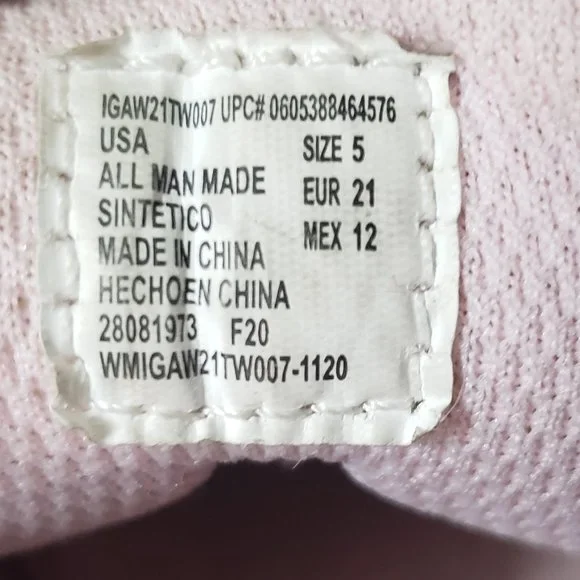 IGAW21TW007 UPC# 0605388464576
USA SIZE 5
ALL MAN MADE EUR 21
SINTETICO MEX 12
MADE IN CHINA
HECHOEN CHINA
28081973 F20
WMIGAW21TW007-1120